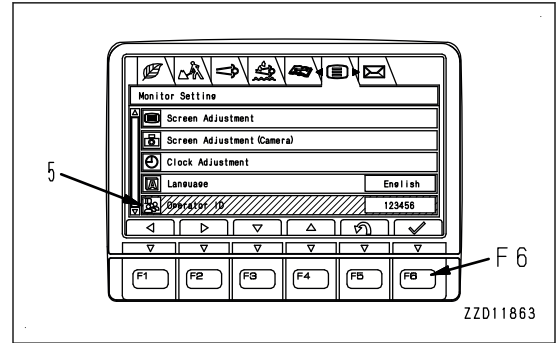 Monitor Setting
Screen Adjustment
Screen Adjustment(Camera)
Clock Adjustment
5
A Language English
Operator ID 123456
F1 F2 F3 F4 F5 F6
F6
ZZD11863